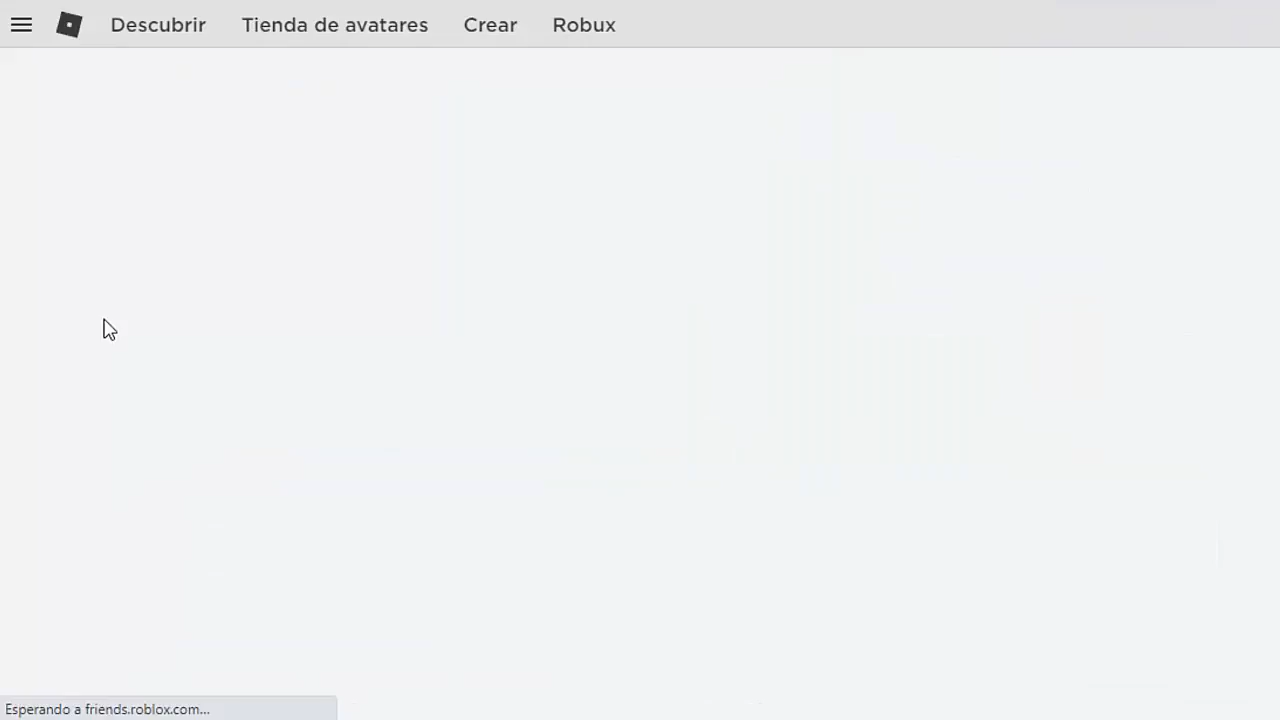 Descubrir Tienda de avatares Crear Robux
Esperando a friends.roblox.com...